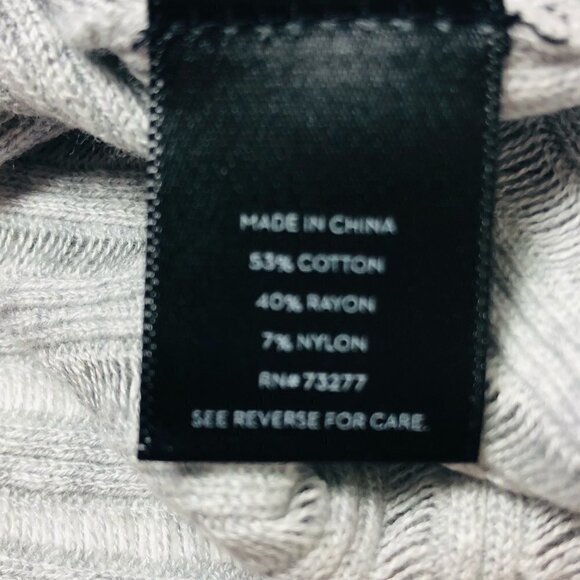 MADE IN CHINA
53% COTTON
40% RAYON
7% NYLON
RN# 73277
SEE REVERSE FOR CARE.